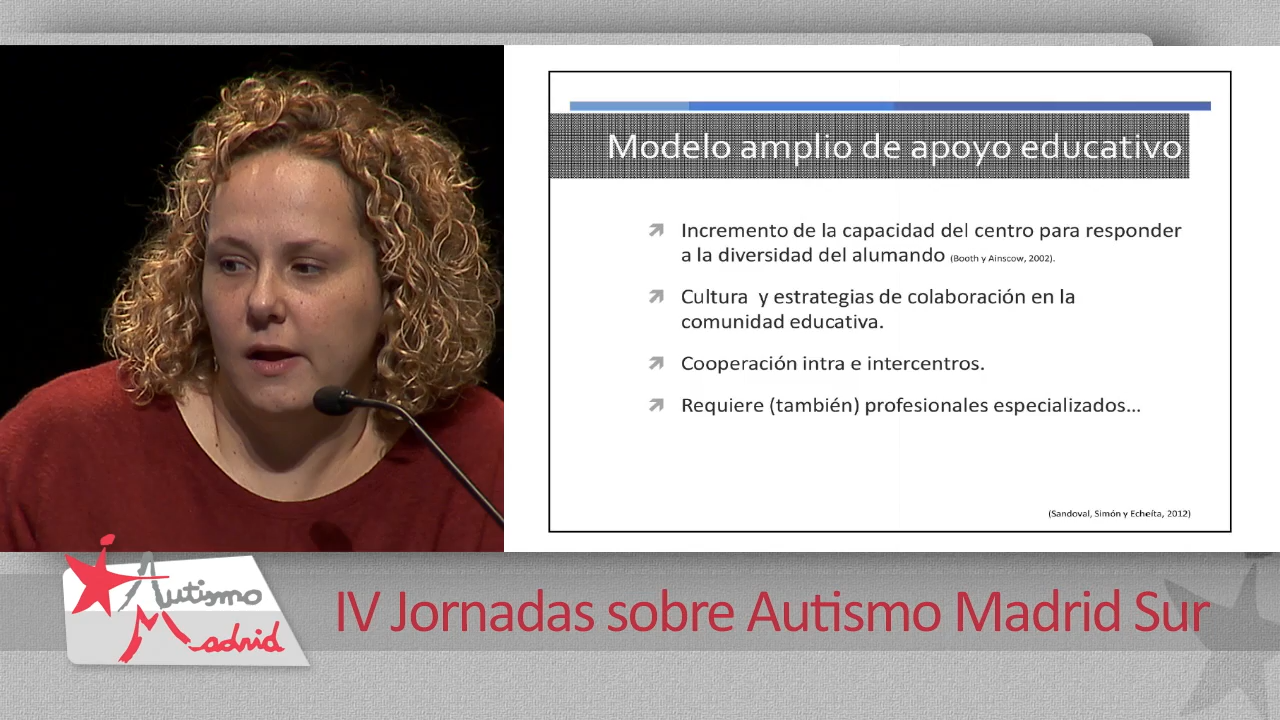 Modelo amplio de apoyo educativo
Incremento de la capacidad del centro para responder
a la diversidad del alumando (Booth y Ainscow, 2002).
Cultura y estrategias de colaboración en la
comunidad educativa.
Cooperación intra e intercentros.
Requiere (también) profesionales especializados...
(Sandoval, Simón y Echeíta, 2012)
Autismo
Madrid
IV Jornadas sobre Autismo Madrid Sur